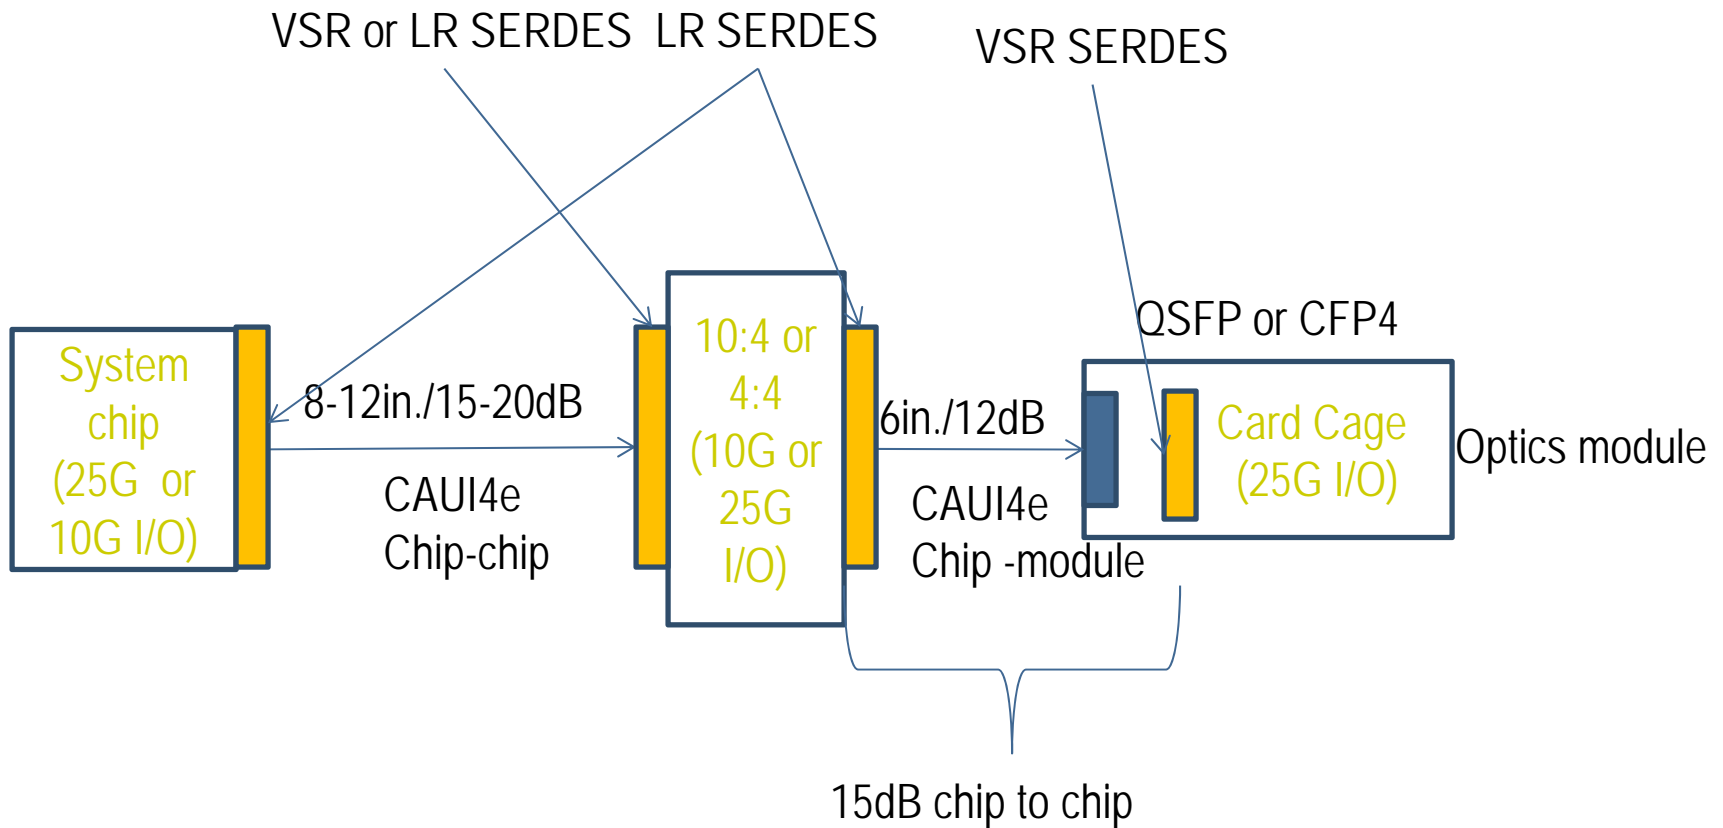 VSR or LR SERDES LR SERDES
VSR SERDES
System
chip
(25G or
10G I/O)
8-12in./15-20dB
CAUI4e
Chip-chip
10:4 or
4:4
(10G or
25G
I/O)
6in./12dB
CAUI4e
Chip -module
QSFP or CFP4
Card Cage
(25G I/O)
Optics module
15dB chip to chip